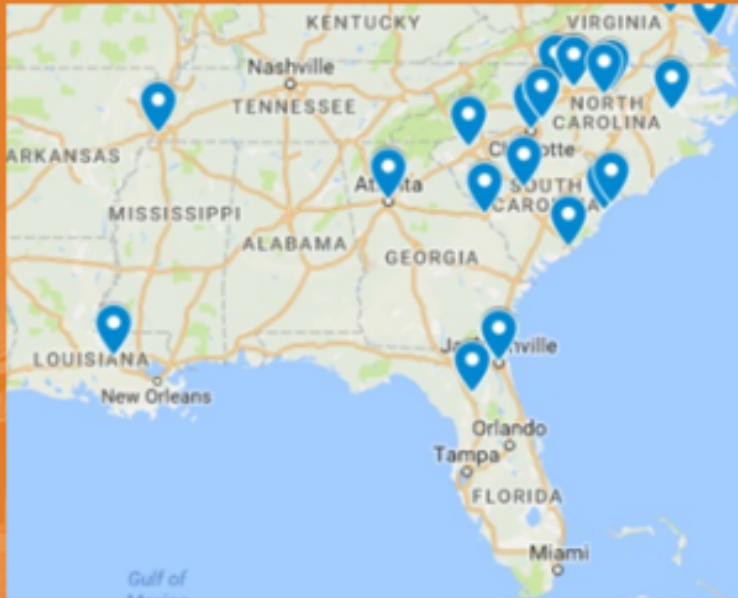 KENTUCKY
VIRGINIA
Nashville
TENNESSEE
NORTH
CAROLINA
ARKANSAS
SOUTH
MISSISSIPPI
ALABAMA
GEORGIA
LOUISIANA
New Orleans
Orlando
Tampa
FLORIDA
Miami
Gulf of